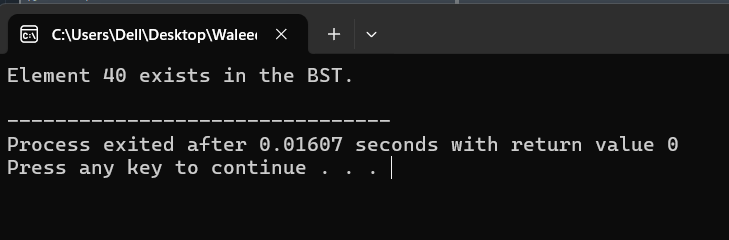 C:\Users\Dell\Desktop\Walee
Element 40 exists in the BST.
--------------------------------
Process exited after 0.01607 seconds with return value 0
Press any key to continue . . .